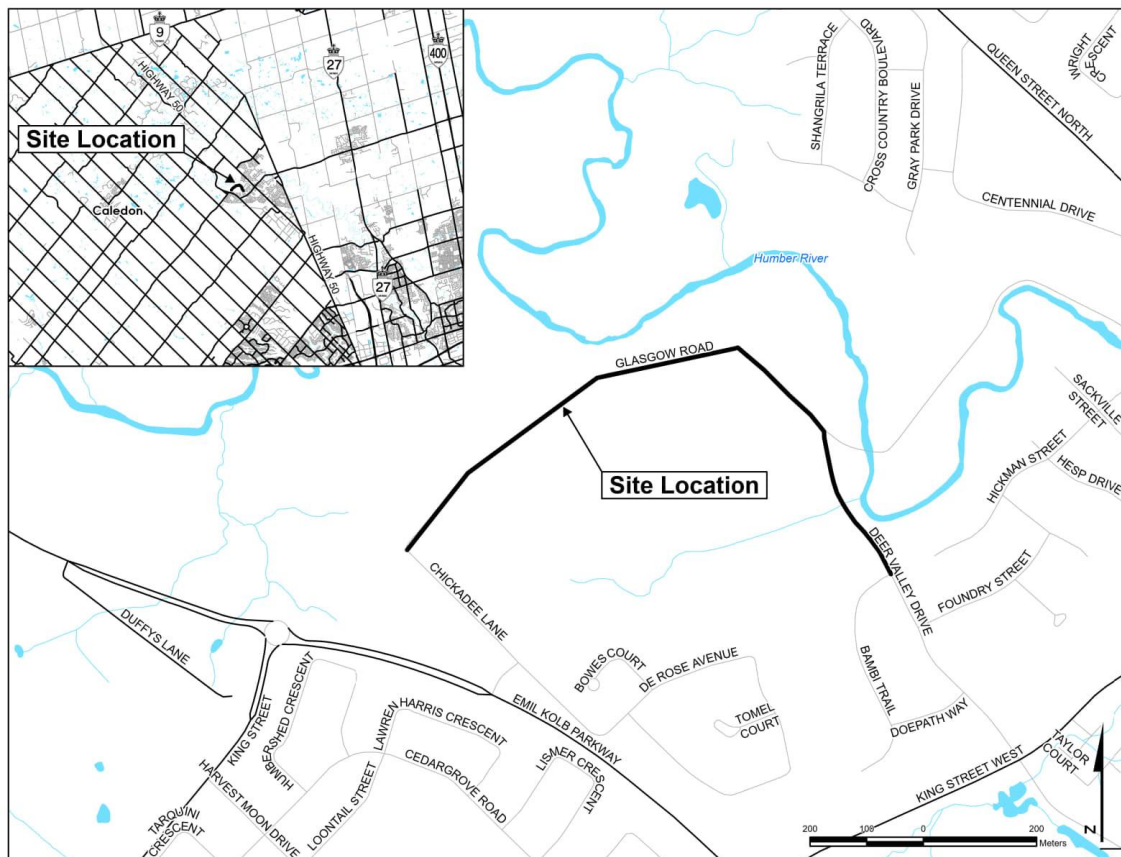 9
27
400
HIGHWAY 50
Site Location
Caledon
HIGHWAY 50
27
SHANGRILA TERRACE
CROSS COUNTRY BOULEVARD
GRAY PARK DRIVE
QUEEN STREET NORTH
WRIGHT
CRESCENT
CENTENNIAL DRIVE
Humber River
GLASGOW ROAD
Site Location
SACKVILLE
STREET
HICKMAN STREET
HESP DRIVE
DEER VALLEY DRIVE
FOUNDRY STREET
CHICKADEE LANE
DUFFYS LANE
BOWES COURT
DE ROSE AVENUE
BAMBI TRAIL
TOMEL
COURT
DOEPATH WAY
EMIL KOLB PARKWAY
KING STREET
HUMBERSHED CRESCENT
LAWREN
HARRIS CRESCENT
LISMER CRESCENT
CEDARGROVE ROAD
HARVEST MOON DRIVE
LOONTAIL STREET
TARQUINI
CRESCENT
KING STREET WEST
TAYLOR
COURT
N
200 100 0 200
Meters